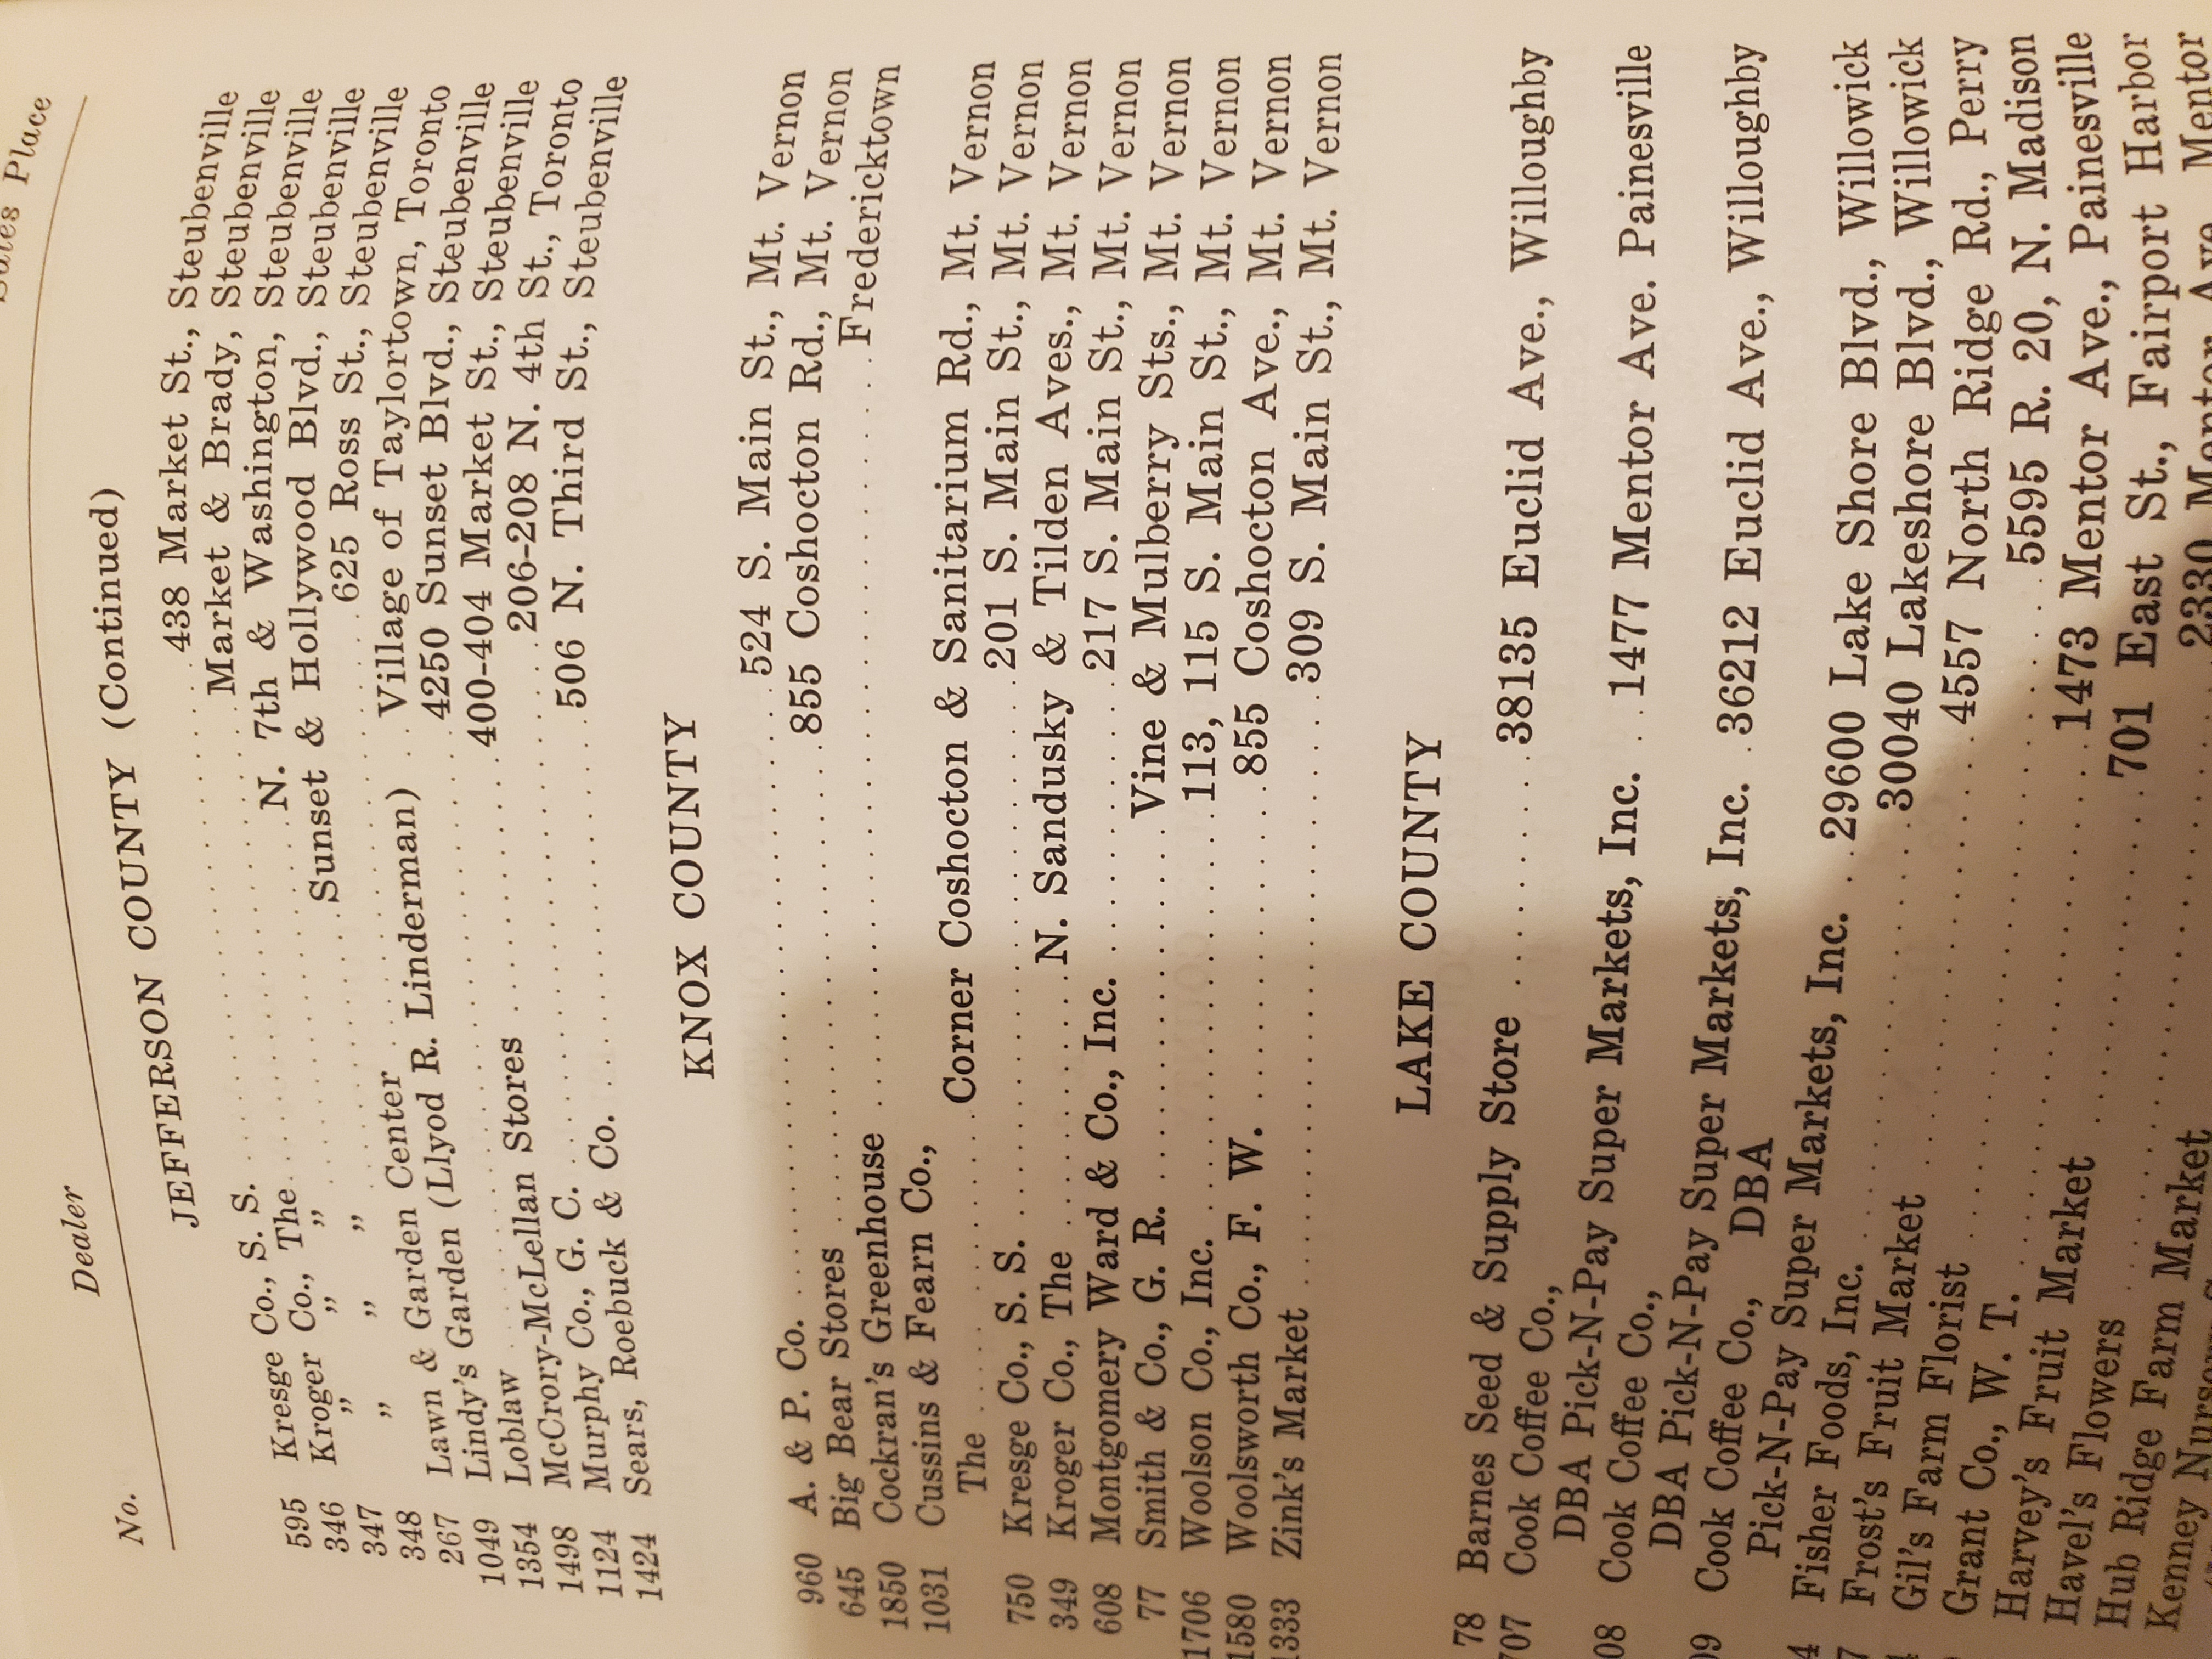 No. Dealer Sales Place
JEFFERSON COUNTY (Continued)
595 Kresge Co., S. S. ........ 438 Market St., Steubenville
346 Kroger Co., The ........ Market & Brady, Steubenville
347 „ „ „ ........ N. 7th & Washington, Steubenville
348 „ „ „ ........ Sunset & Hollywood Blvd., Steubenville
267 Lawn & Garden Center ........ 625 Ross St., Steubenville
1049 Lindy's Garden (Llyod R. Linderman) .. Village of Taylortown, Toronto
1354 Loblaw ........ 4250 Sunset Blvd., Steubenville
1498 McCrory-McLellan Stores ........ 400-404 Market St., Steubenville
1124 Murphy Co., G. C. ........ 206-208 N. 4th St., Toronto
1424 Sears, Roebuck & Co. ........ 506 N. Third St., Steubenville
KNOX COUNTY
960 A. & P. Co. ........ 524 S. Main St., Mt. Vernon
645 Big Bear Stores ........ 855 Coshocton Rd., Mt. Vernon
1850 Cockran's Greenhouse ........ Fredericktown
1031 Cussins & Fearn Co.,
The ........ Corner Coshocton & Sanitarium Rd., Mt. Vernon
750 Kresge Co., S. S. ........ 201 S. Main St., Mt. Vernon
349 Kroger Co., The ........ N. Sandusky & Tilden Aves., Mt. Vernon
608 Montgomery Ward & Co., Inc. ........ 217 S. Main St., Mt. Vernon
77 Smith & Co., G. R. ........ Vine & Mulberry Sts., Mt. Vernon
1706 Woolson Co., Inc. ........ 113, 115 S. Main St., Mt. Vernon
1580 Woolsworth Co., F. W. ........ 855 Coshocton Ave., Mt. Vernon
1333 Zink's Market ........ 309 S. Main St., Mt. Vernon
LAKE COUNTY
78 Barnes Seed & Supply Store ........ 38135 Euclid Ave., Willoughby
07 Cook Coffee Co.,
DBA Pick-N-Pay Super Markets, Inc. .. 1477 Mentor Ave. Painesville
08 Cook Coffee Co.,
DBA Pick-N-Pay Super Markets, Inc. . 36212 Euclid Ave., Willoughby
09 Cook Coffee Co., DBA
Pick-N-Pay Super Markets, Inc. .. 29600 Lake Shore Blvd., Willowick
4 Fisher Foods, Inc. ........ 30040 Lakeshore Blvd., Willowick
7 Frost's Fruit Market ........ 4557 North Ridge Rd., Perry
Gil's Farm Florist ........ 5595 R. 20, N. Madison
Grant Co., W. T. ........ 1473 Mentor Ave., Painesville
Harvey's Fruit Market ........ 701 East St., Fairport Harbor
Havel's Flowers ........ 2330 Mentor Ave., Mentor
Hub Ridge Farm Market
Kenney